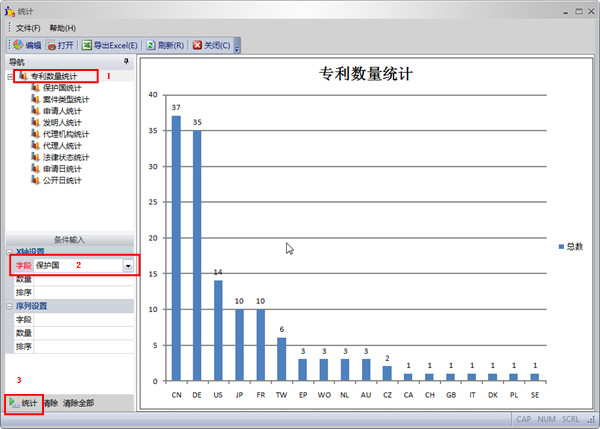 统计
文件(F) 帮助(H)
编辑 打开 导出Excel(E) 刷新(R) 关闭(C)
导航
专利数量统计 1
保护国统计
案件类型统计
申请人统计
发明人统计
代理机构统计
代理人统计
法律状态统计
申请日统计
公开日统计
条件输入
X轴设置
字段 保护国 2
数量
排序
序列设置
字段
数量
排序
3
统计 清除 清除全部
专利数量统计
40
35
30
25
20
15
10
5
0
37 35 14 10 10 6 3 3 3 3 2 1 1 1 1 1 1 1
CN DE US JP FR TW EP WO NL AU CZ CA CH GB IT DK PL SE
总数
CAP NUM SCRL